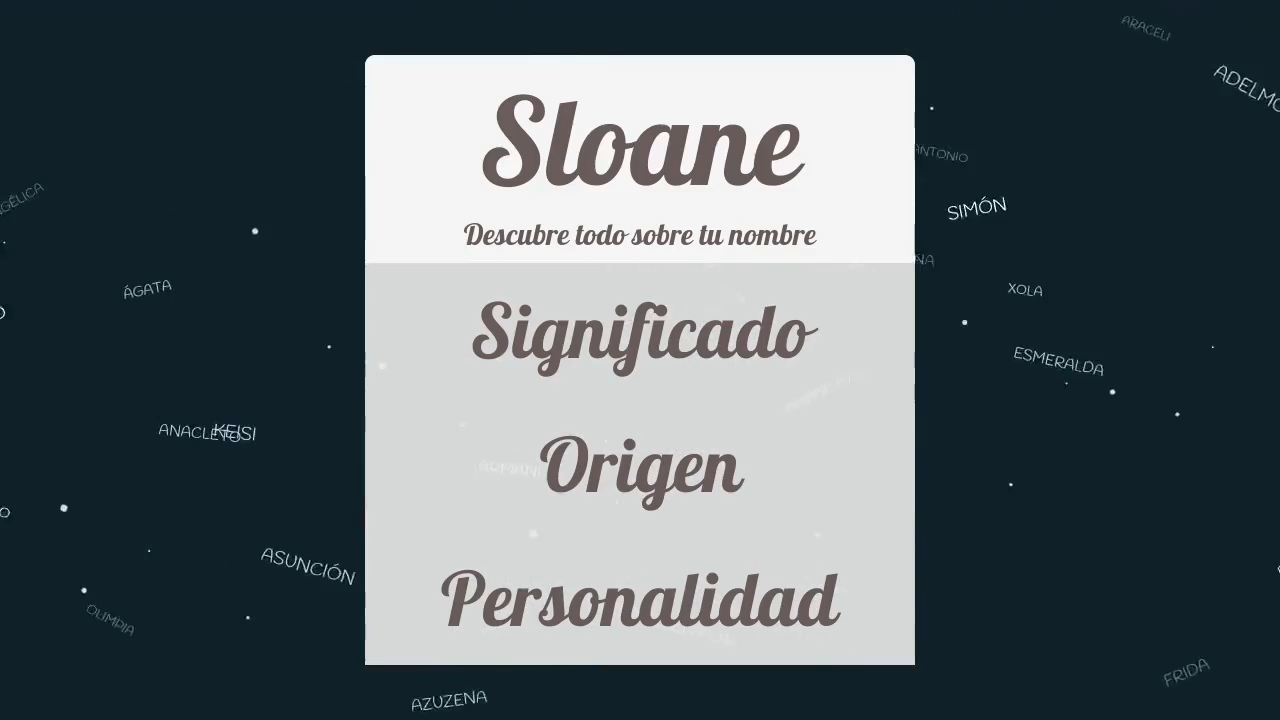 Sloane
Descubre todo sobre tu nombre
Significado
Origen
Personalidad
ARACELI
ANTONIO
SIMÓN
XOLA
ESMERALDA
ÁGATA
ANACLETO
KEISI
ASUNCIÓN
OLIMPIA
AZUZENA
FRIDA